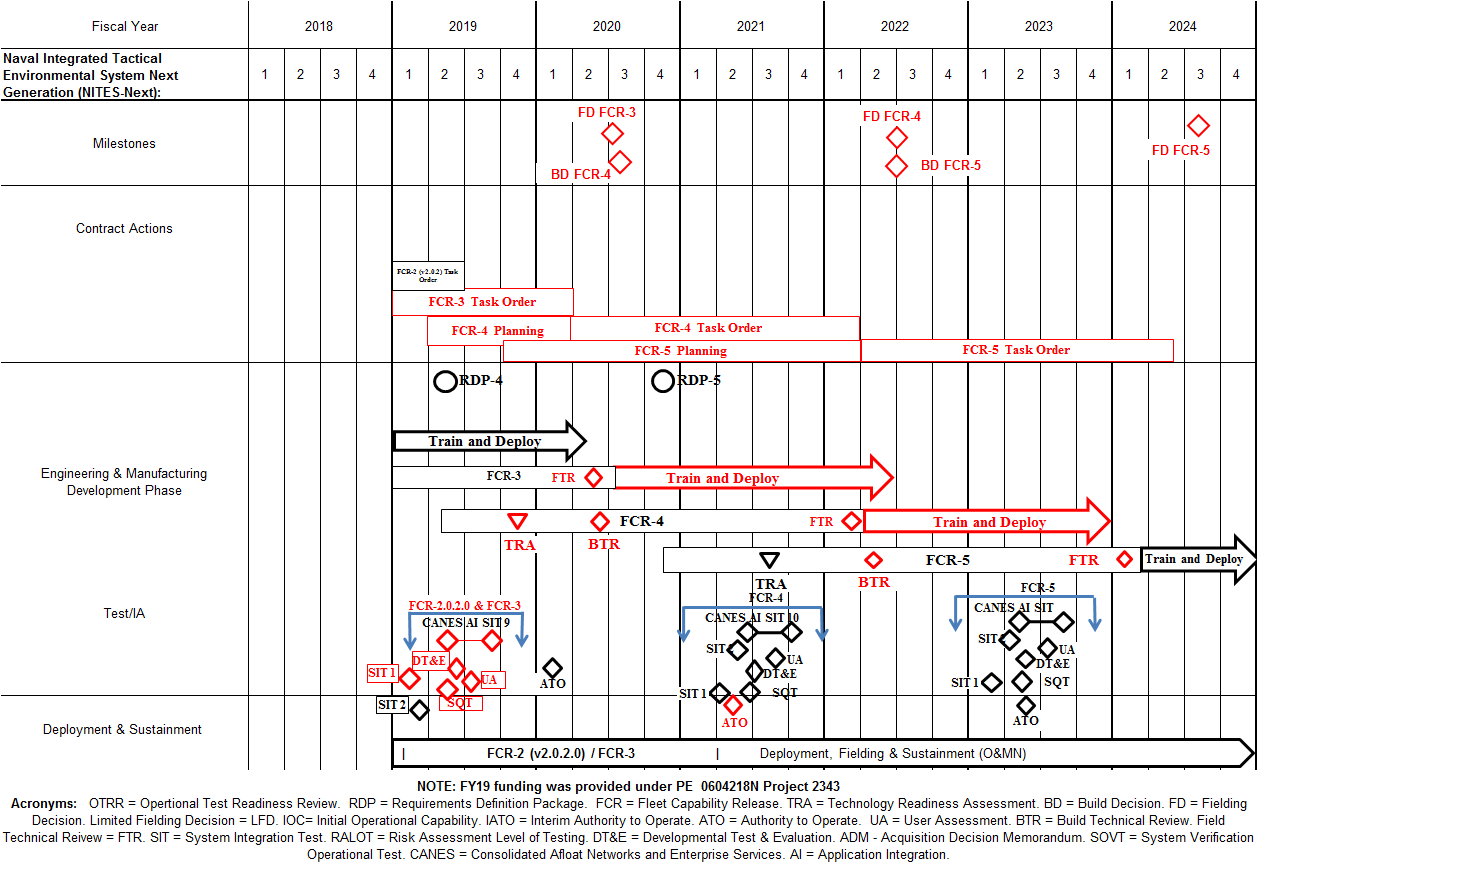 Fiscal Year 2018 2019 2020 2021 2022 2023 2024
Naval Integrated Tactical
Environmental System Next
Generation (NITES-Next):
1 2 3 4 1 2 3 4 1 2 3 4 1 2 3 4 1 2 3 4 1 2 3 4 1 2 3 4
Milestones
FD FCR-3
BD FCR-4
FD FCR-4
BD FCR-5
FD FCR-5
Contract Actions
FCR-2 (v2.0.2) Task
Order
FCR-3 Task Order
FCR-4 Planning
FCR-4 Task Order
FCR-5 Planning
FCR-5 Task Order
Engineering & Manufacturing
Development Phase
RDP-4
RDP-5
Train and Deploy
FCR-3
FTR
Train and Deploy
FCR-4
FTR
Train and Deploy
TRA
BTR
FCR-5
FTR
Train and Deploy
TRA
BTR
Test/IA
FCR-2.0.2.0 & FCR-3
CANES AI SIT 9
DT&E
SIT 1
UA
SQT
SIT 2
ATO
FCR-4
CANES AI SIT 10
SIT
UA
DT&E
SIT 1
SQT
ATO
FCR-5
CANES AI SIT
SIT
UA
DT&E
SIT 1
SQT
ATO
Deployment & Sustainment
FCR-2 (v2.0.2.0) / FCR-3
Deployment, Fielding & Sustainment (O&MN)
NOTE: FY19 funding was provided under PE 0604218N Project 2343
Acronyms: OTRR = Opertional Test Readiness Review. RDP = Requirements Definition Package. FCR = Fleet Capability Release. TRA = Technology Readiness Assessment. BD = Build Decision. FD = Fielding
Decision. Limited Fielding Decision = LFD. IOC= Initial Operational Capability. IATO = Interim Authority to Operate. ATO = Authority to Operate. UA = User Assessment. BTR = Build Technical Review. Field
Technical Reivew = FTR. SIT = System Integration Test. RALOT = Risk Assessment Level of Testing. DT&E = Developmental Test & Evaluation. ADM - Acquisition Decision Memorandum. SOVT = System Verification
Operational Test. CANES = Consolidated Afloat Networks and Enterprise Services. AI = Application Integration.